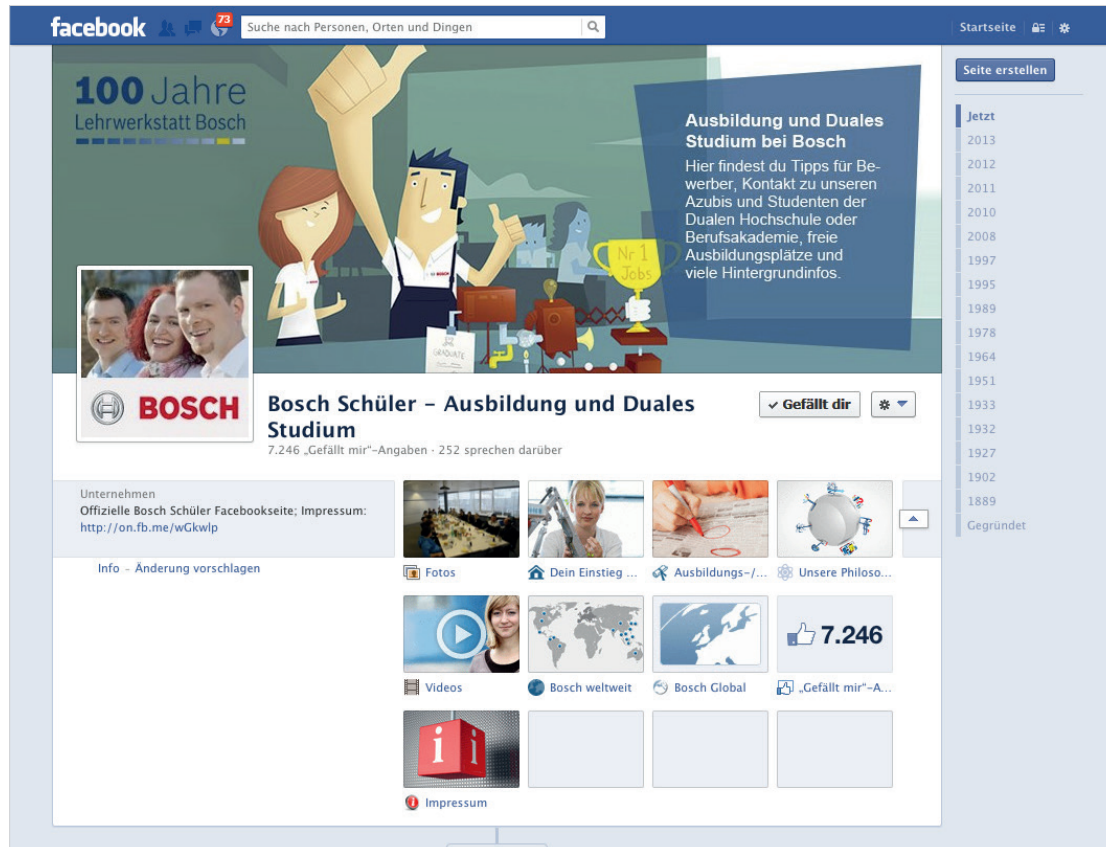 facebook
73
Suche nach Personen, Orten und Dingen
Startseite
100 Jahre
Lehrwerkstatt Bosch
Ausbildung und Duales
Studium bei Bosch
Hier findest du Tipps für Be-
werber, Kontakt zu unseren
Azubis und Studenten der
Dualen Hochschule oder
Berufsakademie, freie
Ausbildungsplätze und
viele Hintergrundinfos.
BOSCH
BOSCH
Nr 1
Jobs
GRADUATE
BOSCH
Bosch Schüler – Ausbildung und Duales
Studium
7.246 „Gefällt mir“-Angaben · 252 sprechen darüber
Gefällt dir
Unternehmen
Offizielle Bosch Schüler Facebookseite; Impressum:
http://on.fb.me/wGkwlp
Info – Änderung vorschlagen
Fotos
Dein Einstieg ...
Ausbildungs-/...
Unsere Philoso...
7.246
Videos
Bosch weltweit
Bosch Global
„Gefällt mir“-A...
i i
Impressum
Seite erstellen
Jetzt
2013
2012
2011
2010
2008
1997
1995
1989
1978
1964
1951
1933
1932
1927
1902
1889
Gegründet